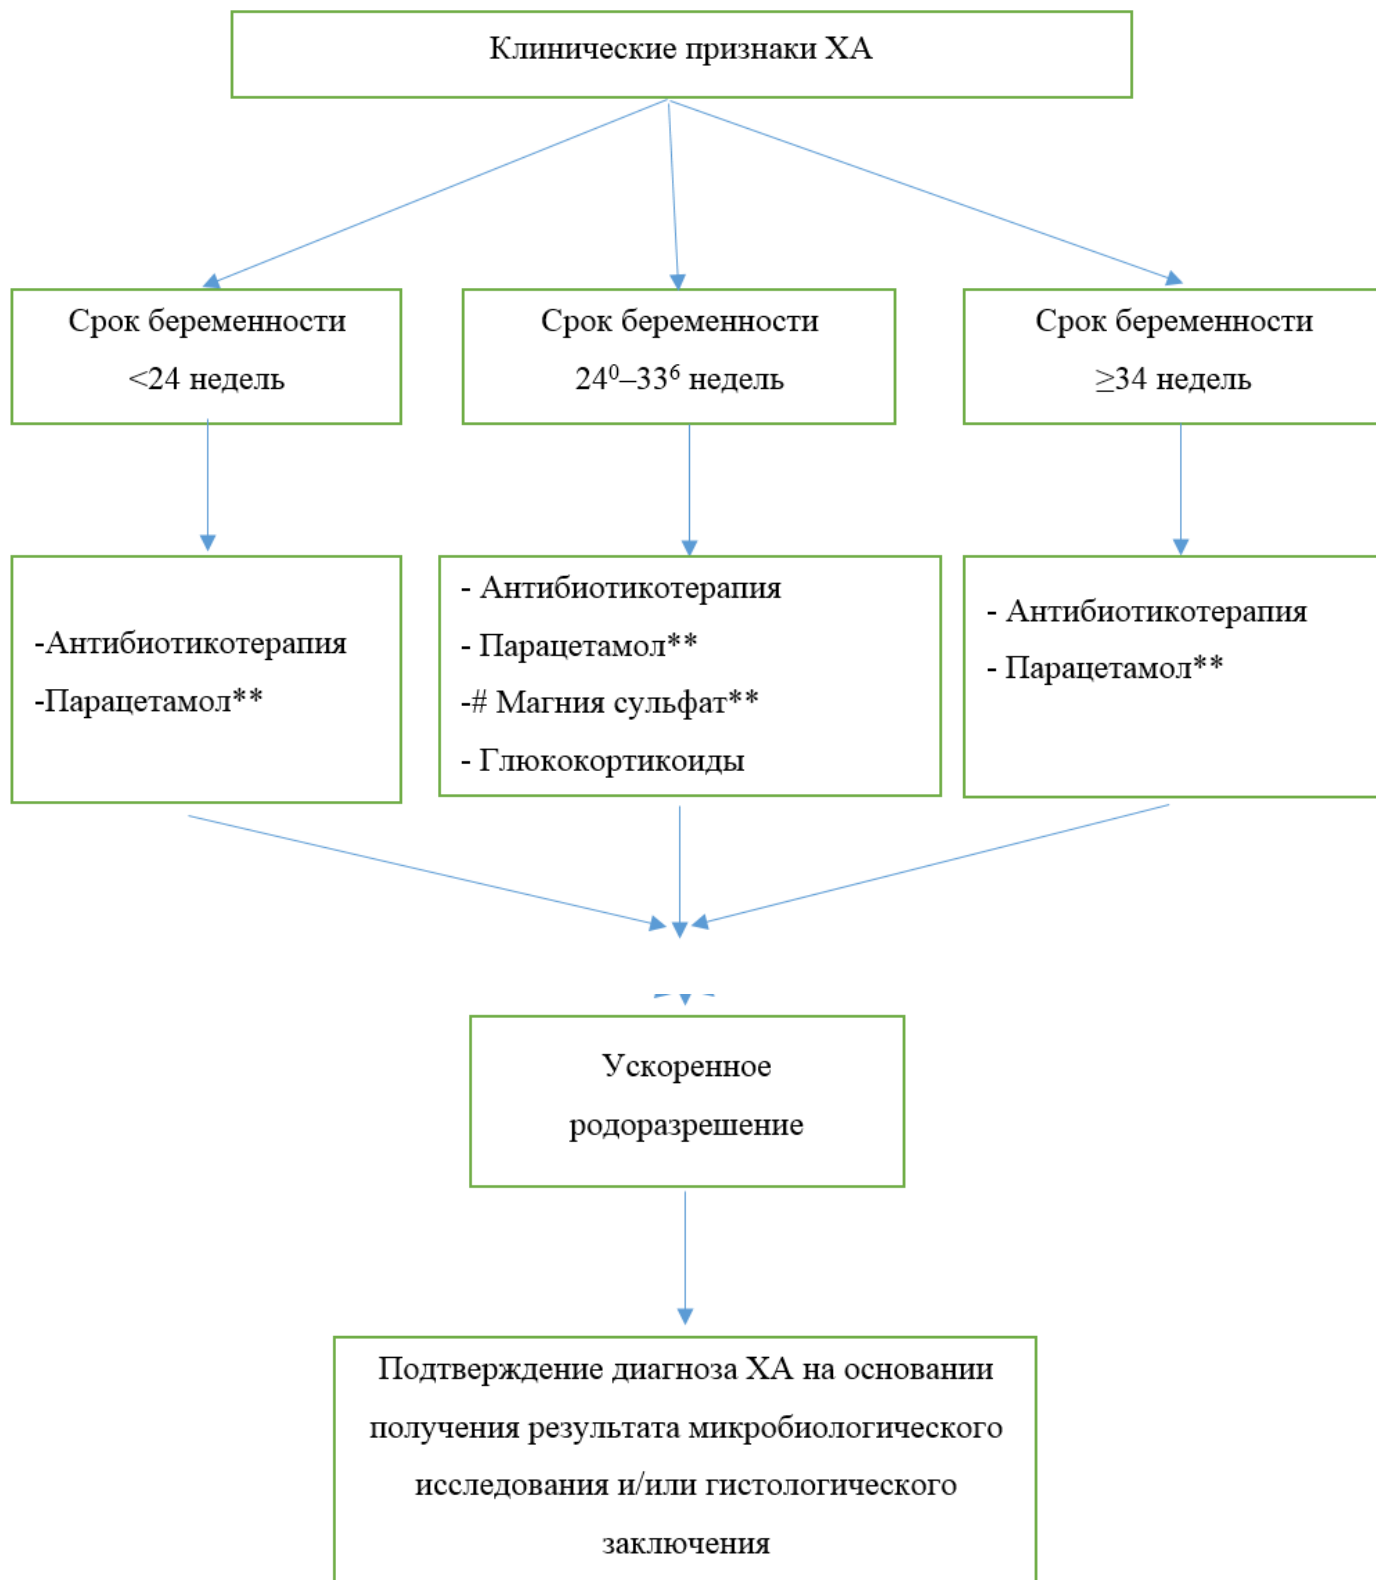 Клинические признаки ХА
Срок беременности
<24 недель
Срок беременности
24⁰–33⁶ недель
Срок беременности
≥34 недель
-Антибиотикотерапия
-Парацетамол**
- Антибиотикотерапия
- Парацетамол**
-# Магния сульфат**
- Глюкокортикоиды
- Антибиотикотерапия
- Парацетамол**
Ускоренное
родоразрешение
Подтверждение диагноза ХА на основании
получения результата микробиологического
исследования и/или гистологического
заключения